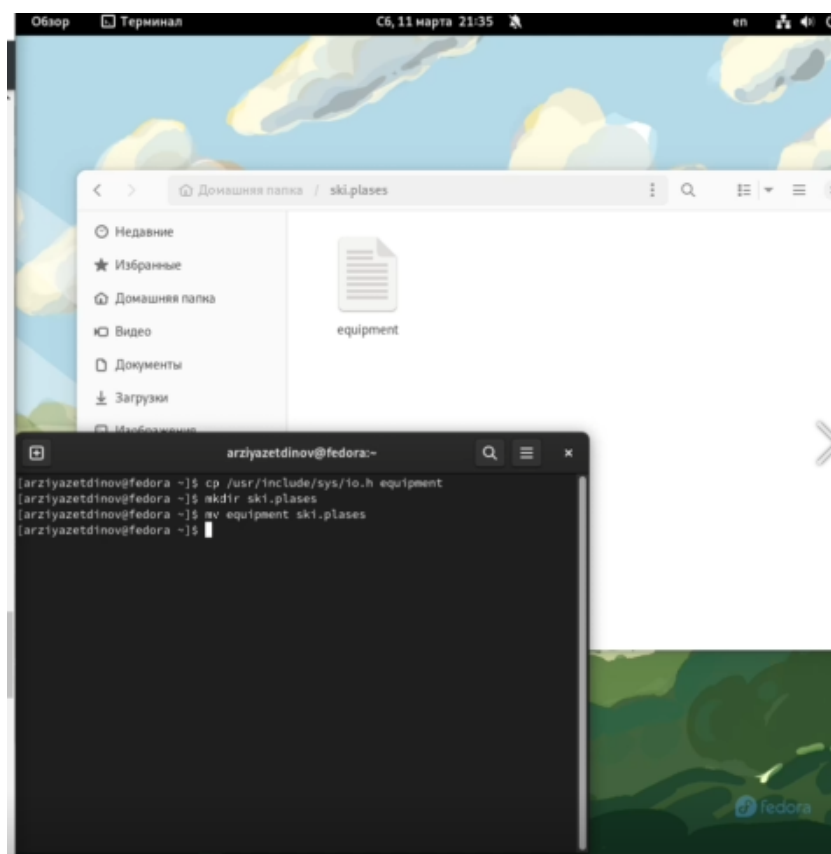 Обзор Терминал Сб, 11 марта 21:35 en
Домашняя папка / ski.plases
Недавние
Избранные
Домашняя папка
Видео
Документы
Загрузки
Изображения
equipment
arziyazetdinov@fedora:~
[arziyazetdinov@fedora ~]$ cp /usr/include/sys/io.h equipment
[arziyazetdinov@fedora ~]$ mkdir ski.plases
[arziyazetdinov@fedora ~]$ mv equipment ski.plases
[arziyazetdinov@fedora ~]$
fedora